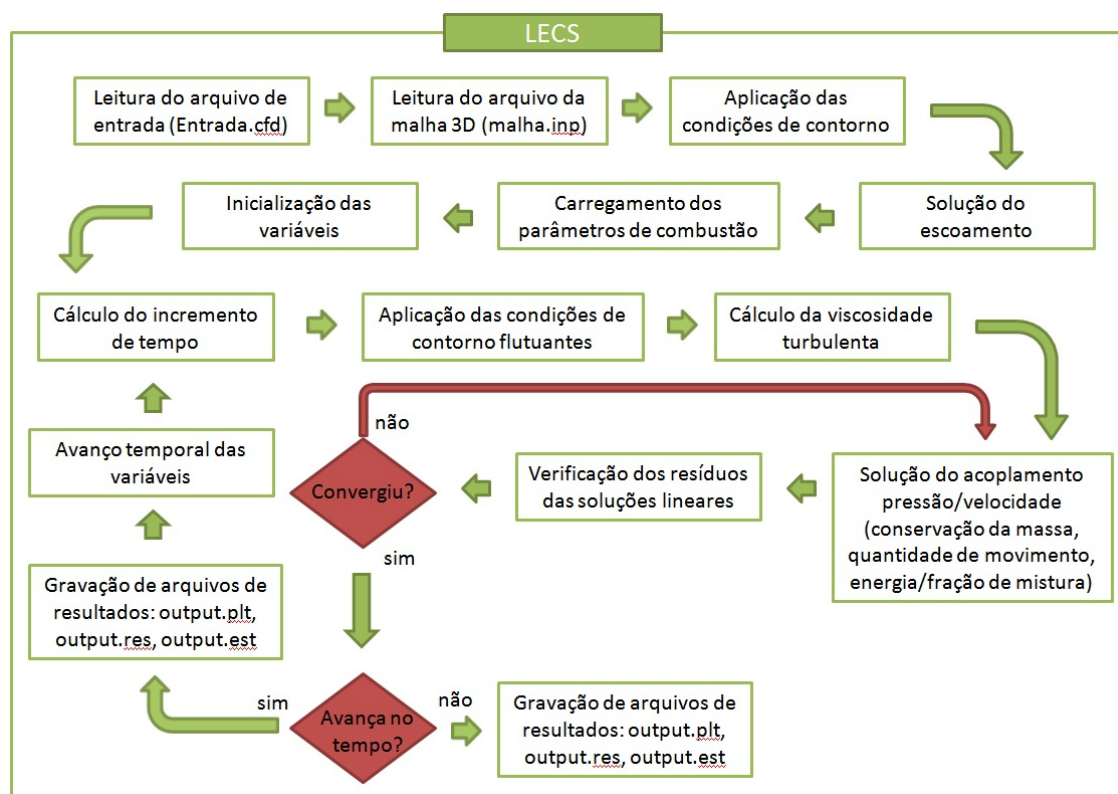 LECS
Leitura do arquivo de
entrada (Entrada.cfd)
Leitura do arquivo da
malha 3D (malha.inp)
Aplicação das
condições de contorno
Solução do
escoamento
Carregamento dos
parâmetros de combustão
Inicialização das
variáveis
Cálculo do incremento
de tempo
Aplicação das condições de
contorno flutuantes
Cálculo da viscosidade
turbulenta
Solução do acoplamento
pressão/velocidade
(conservação da massa,
quantidade de movimento,
energia/fração de mistura)
Verificação dos resíduos
das soluções lineares
Convergiu?
não
sim
Avança no
tempo?
não
Gravação de arquivos de
resultados: output.plt,
output.res, output.est
sim
Gravação de arquivos de
resultados: output.plt,
output.res, output.est
Avanço temporal das
variáveis